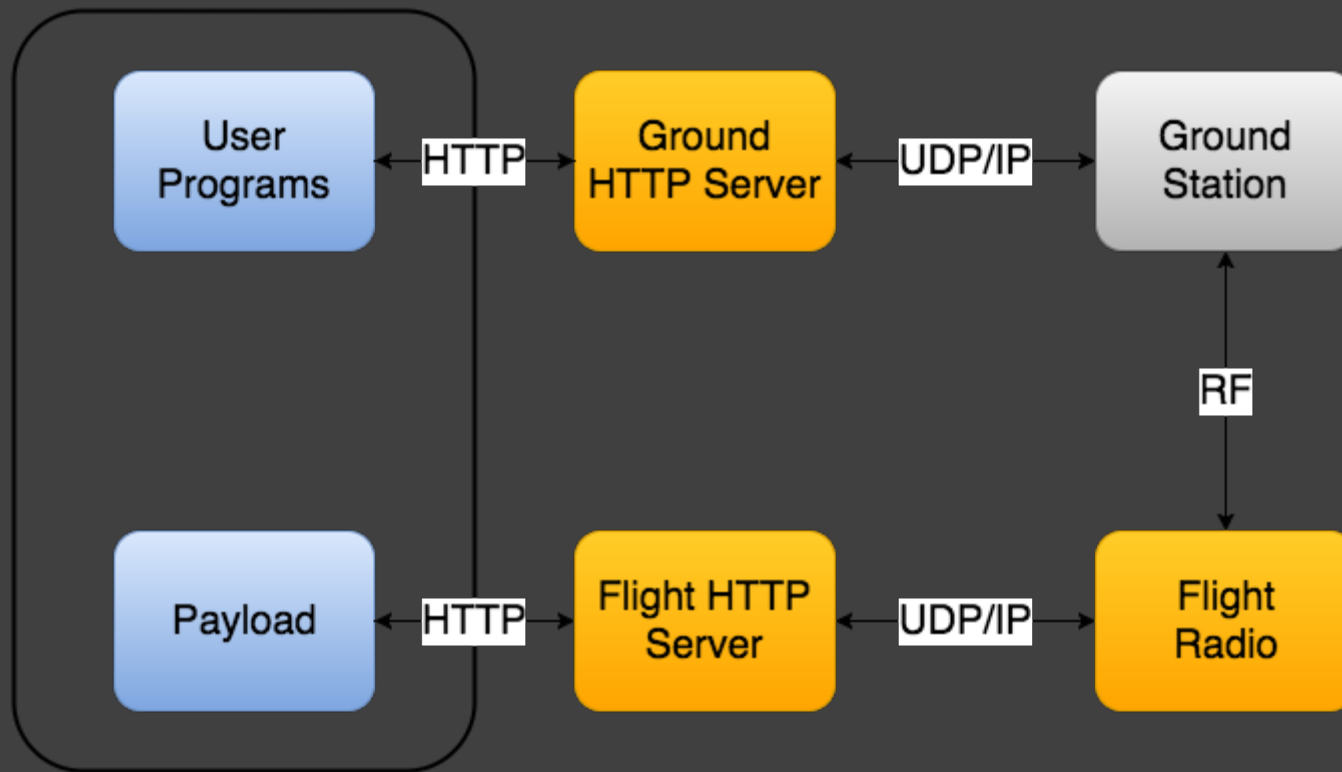 User
Programs
HTTP
Ground
HTTP Server
UDP/IP
Ground
Station
RF
Payload
HTTP
Flight HTTP
Server
UDP/IP
Flight
Radio